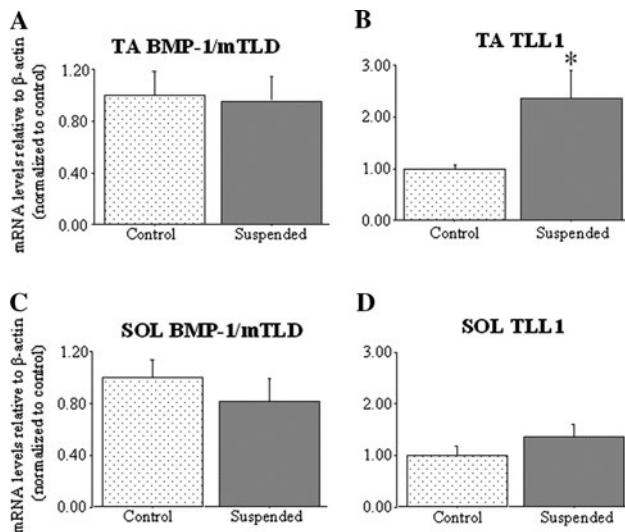 A
TA BMP-1/mTLD
mRNA levels relative to β-actin
(normalized to control)
1.20
0.80
0.40
0.00
Control Suspended
B
TA TLL1
3.00
2.00
1.00
0.00
*
Control Suspended
C
SOL BMP-1/mTLD
mRNA levels relative to β-actin
(normalized to control)
1.20
0.80
0.40
0.00
Control Suspended
D
SOL TLL1
3.00
2.00
1.00
0.00
Control Suspended